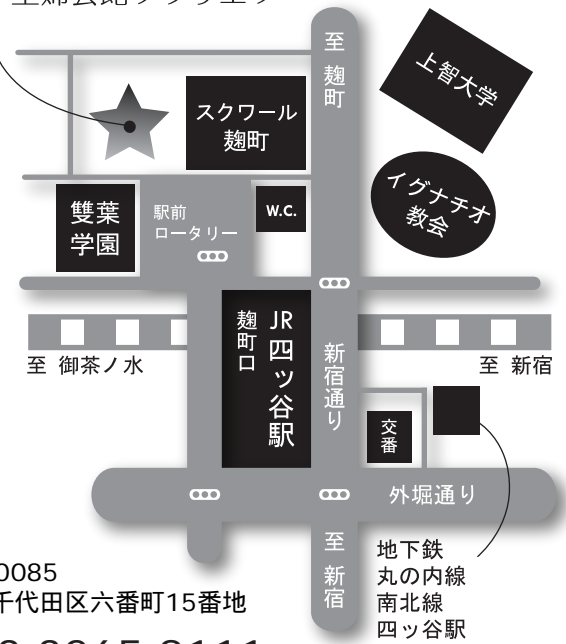 至 麹町
上智大学
スクワール
麹町
イグナチオ
教会
雙葉
学園
駅前
ロータリー
W.C.
麹町口
JR 四ッ谷駅
新宿通り
至 御茶ノ水
至 新宿
交番
外堀通り
至 新宿
地下鉄
丸の内線
南北線
四ッ谷駅
0085
千代田区六番町15番地